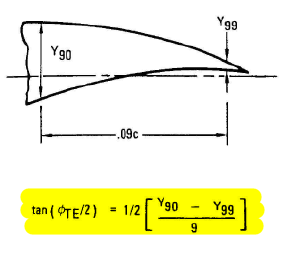 Y99
Y90
.09c
tan ( ϕTE/2 ) = 1/2 [ Y90 - Y99 / 9 ]